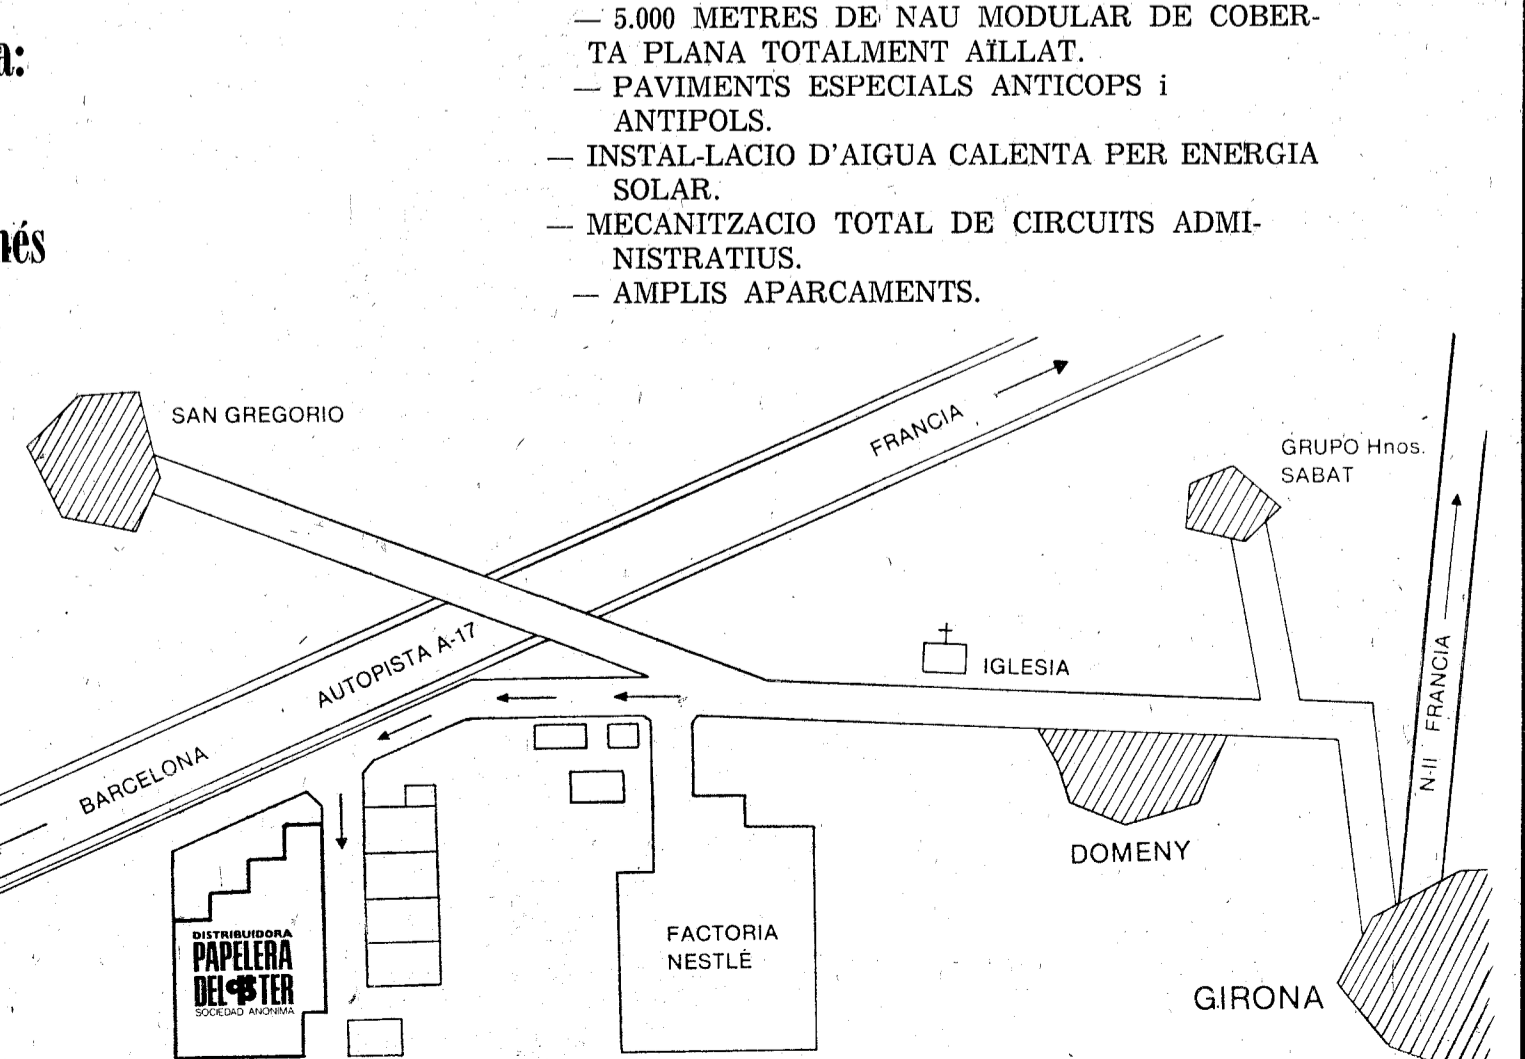 a:
nés
— 5.000 METRES DE NAU MODULAR DE COBER-
TA PLANA TOTALMENT AÏLLAT.
— PAVIMENTS ESPECIALS ANTICOPS i
ANTIPOLS.
— INSTAL-LACIO D'AIGUA CALENTA PER ENERGIA
SOLAR.
— MECANITZACIO TOTAL DE CIRCUITS ADMI-
NISTRATIUS.
— AMPLIS APARCAMENTS.
SAN GREGORIO
FRANCIA
GRUPO Hnos.
SABAT
AUTOPISTA A-17
IGLESIA
N-II FRANCIA
BARCELONA
DOMENY
DISTRIBUIDORA
PAPELERA
DEL TER
SOCIEDAD ANONIMA
FACTORIA
NESTLÉ
GIRONA